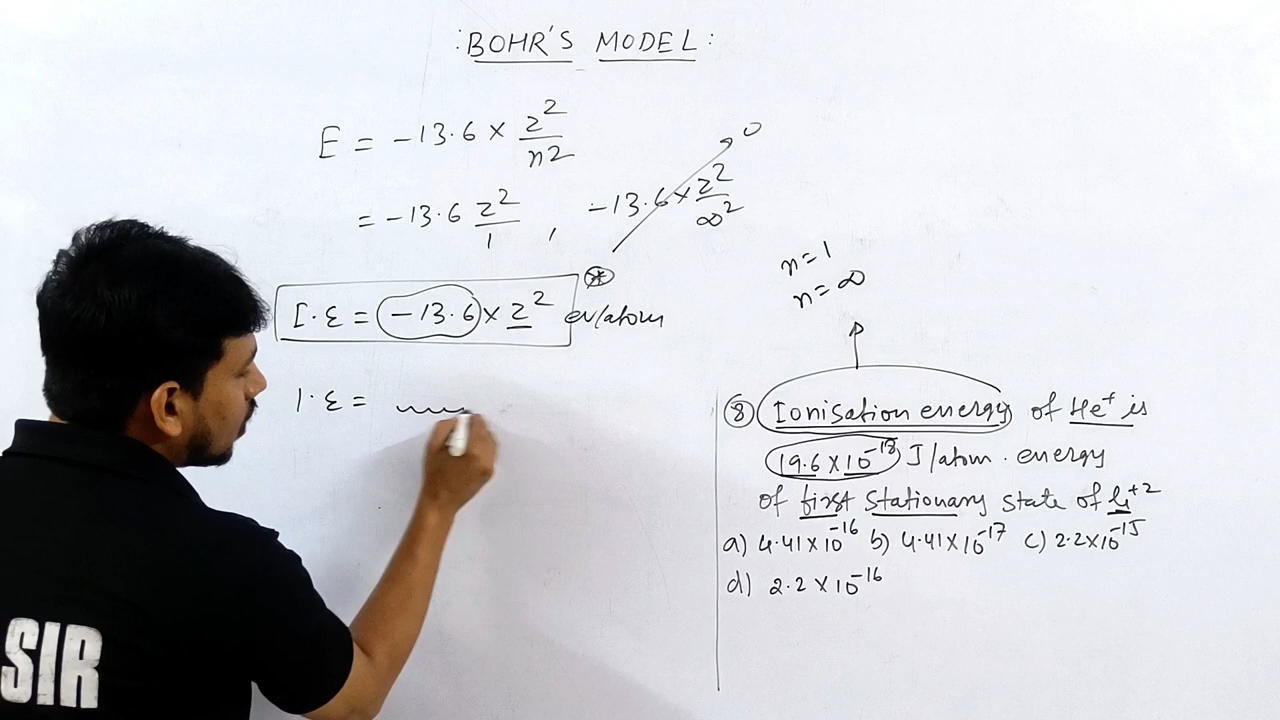 :BOHR'S MODEL:
E = -13.6 × z²/n2
= -13.6 z²/1 , -13.6 × z²/∞² 0
n=1
n=∞
I.E = -13.6 × z² ev/atom *
I.E =
⑧ Ionisation energy of He⁺ is
19.6 × 10⁻¹⁸ J/atom. energy
of first stationary state of Li⁺²
a) 4.41×10⁻¹⁶ b) 4.41×10⁻¹⁷ c) 2.2×10⁻¹⁵
d) 2.2 × 10⁻¹⁶
SIR